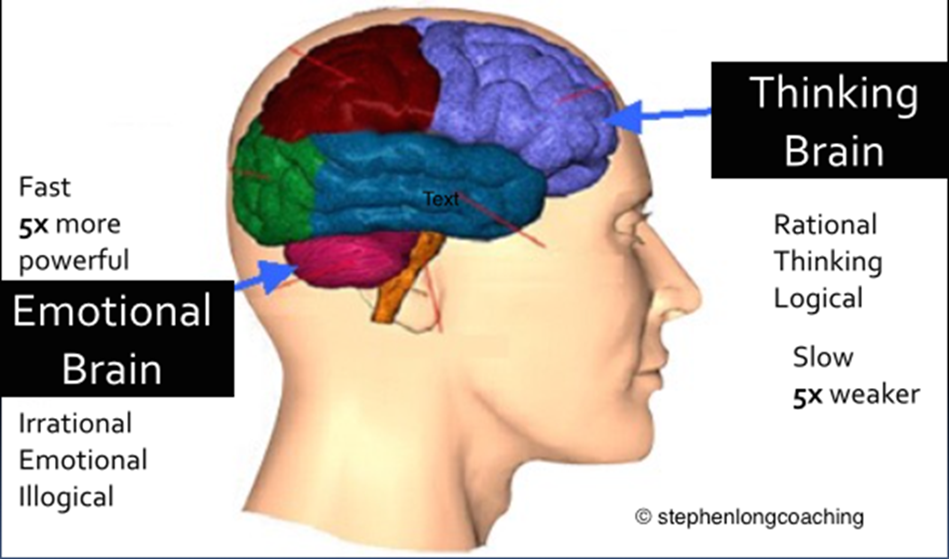 Thinking
Brain
Rational
Thinking
Logical
Slow
5x weaker
Fast
5x more
powerful
Emotional
Brain
Irrational
Emotional
Illogical
Text
© stephenlongcoaching